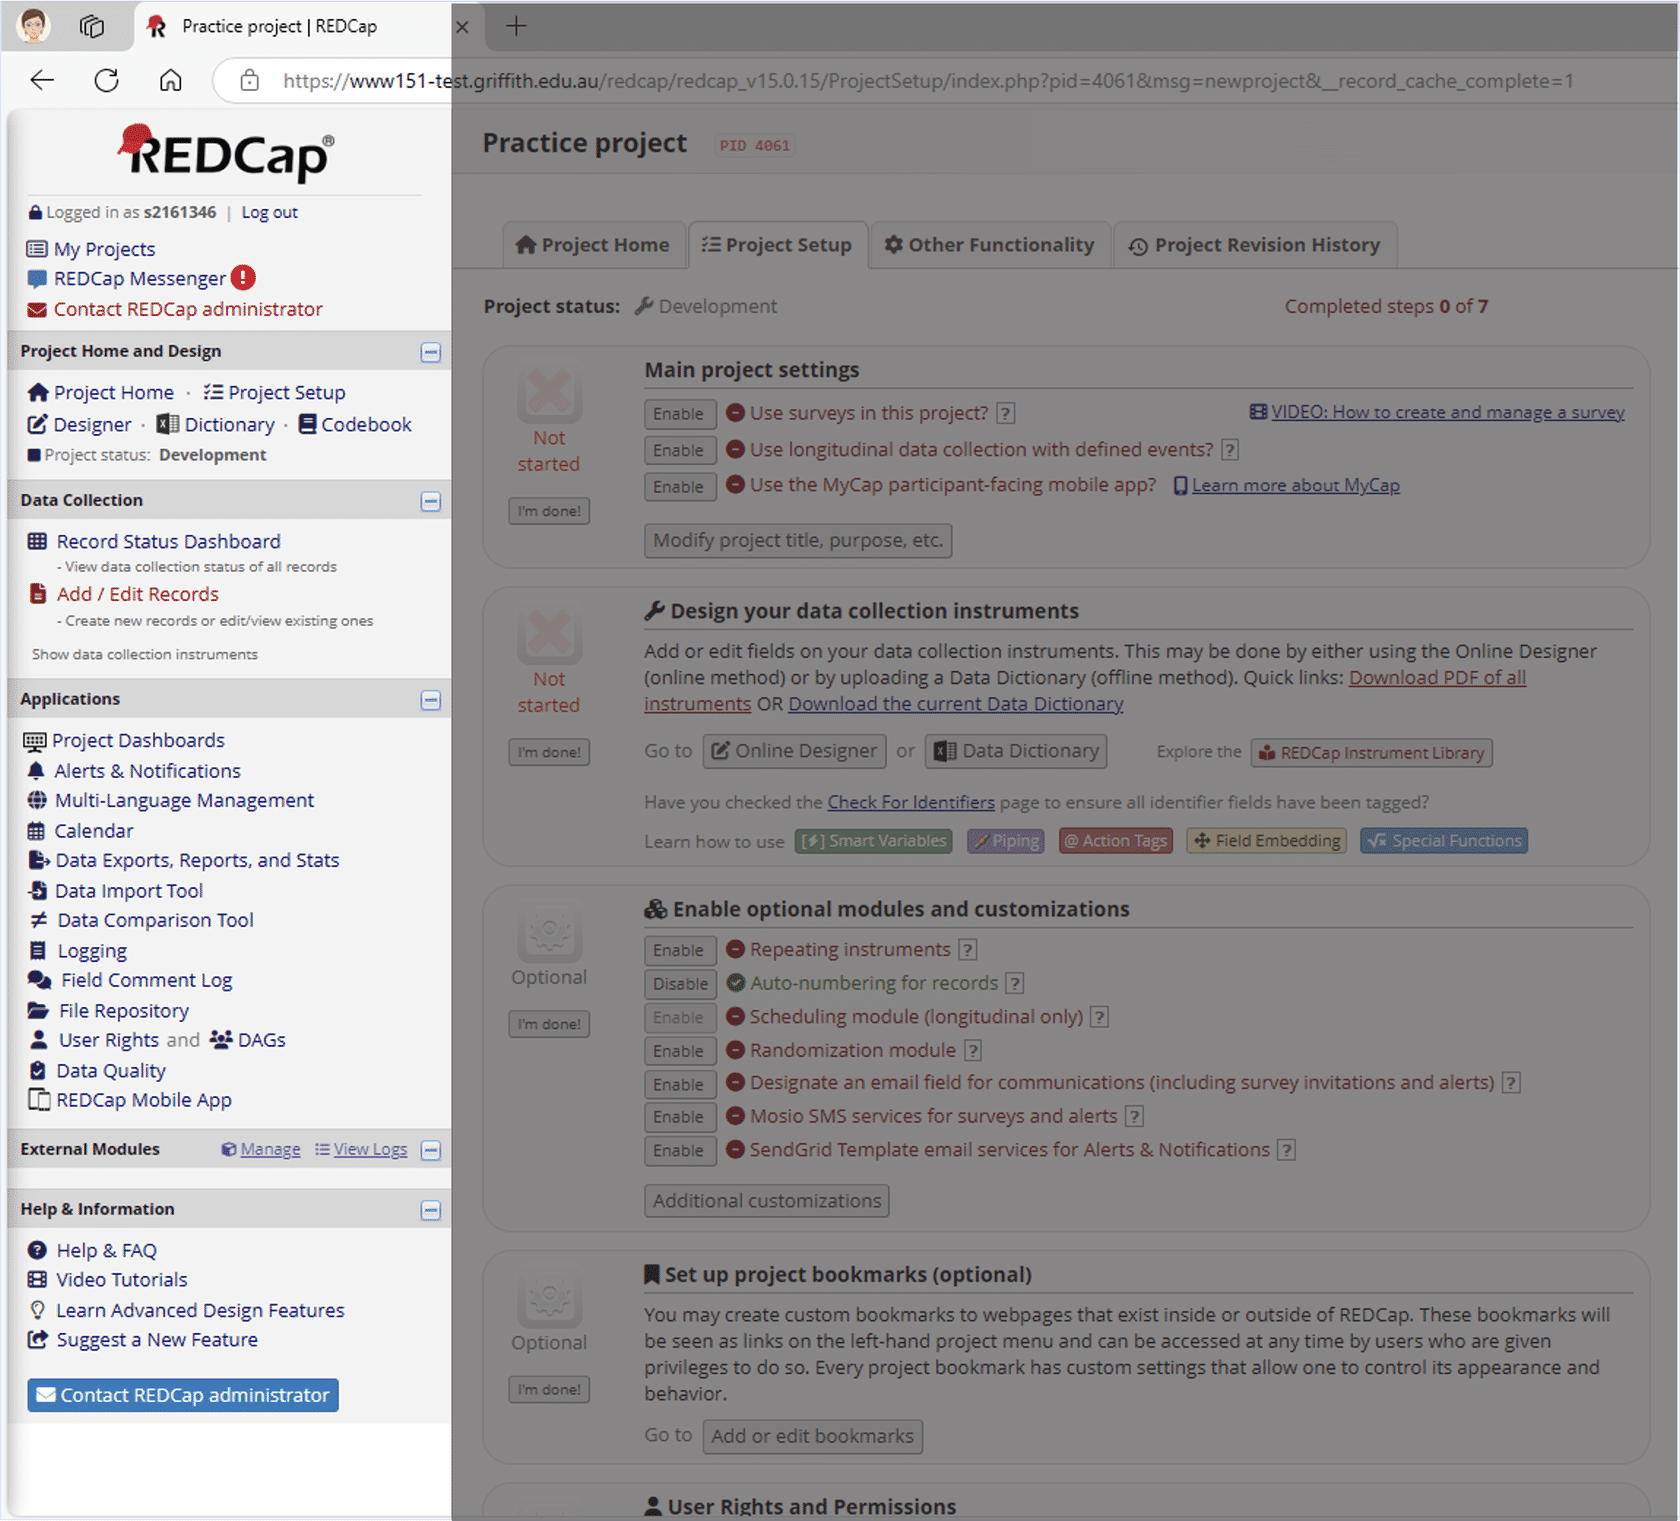 Practice project | REDCap
https://www151-test.griffith.edu.au/redcap/redcap_v15.0.15/ProjectSetup/index.php?pid=4061&msg=newproject&__record_cache_complete=1
REDCap®
Logged in as s2161346 | Log out
My Projects
REDCap Messenger !
Contact REDCap administrator
Project Home and Design
Project Home · Project Setup
Designer · Dictionary · Codebook
Project status: Development
Data Collection
Record Status Dashboard
- View data collection status of all records
Add / Edit Records
- Create new records or edit/view existing ones
Show data collection instruments
Applications
Project Dashboards
Alerts & Notifications
Multi-Language Management
Calendar
Data Exports, Reports, and Stats
Data Import Tool
Data Comparison Tool
Logging
Field Comment Log
File Repository
User Rights and DAGs
Data Quality
REDCap Mobile App
External Modules Manage View Logs
Help & Information
Help & FAQ
Video Tutorials
Learn Advanced Design Features
Suggest a New Feature
Contact REDCap administrator
Practice project PID 4061
Project Home Project Setup Other Functionality Project Revision History
Project status: Development Completed steps 0 of 7
Not
started
I'm done!
Main project settings
Enable Use surveys in this project? ? VIDEO: How to create and manage a survey
Enable Use longitudinal data collection with defined events? ?
Enable Use the MyCap participant-facing mobile app? Learn more about MyCap
Modify project title, purpose, etc.
Not
started
I'm done!
Design your data collection instruments
Add or edit fields on your data collection instruments. This may be done by either using the Online Designer
(online method) or by uploading a Data Dictionary (offline method). Quick links: Download PDF of all
instruments OR Download the current Data Dictionary
Go to Online Designer or Data Dictionary Explore the REDCap Instrument Library
Have you checked the Check For Identifiers page to ensure all identifier fields have been tagged?
Learn how to use [⚡] Smart Variables Piping @ Action Tags Field Embedding √x Special Functions
Optional
I'm done!
Enable optional modules and customizations
Enable Repeating instruments ?
Disable Auto-numbering for records ?
Enable Scheduling module (longitudinal only) ?
Enable Randomization module ?
Enable Designate an email field for communications (including survey invitations and alerts) ?
Enable Mosio SMS services for surveys and alerts ?
Enable SendGrid Template email services for Alerts & Notifications ?
Additional customizations
Optional
I'm done!
Set up project bookmarks (optional)
You may create custom bookmarks to webpages that exist inside or outside of REDCap. These bookmarks will
be seen as links on the left-hand project menu and can be accessed at any time by users who are given
privileges to do so. Every project bookmark has custom settings that allow one to control its appearance and
behavior.
Go to Add or edit bookmarks
User Rights and Permissions